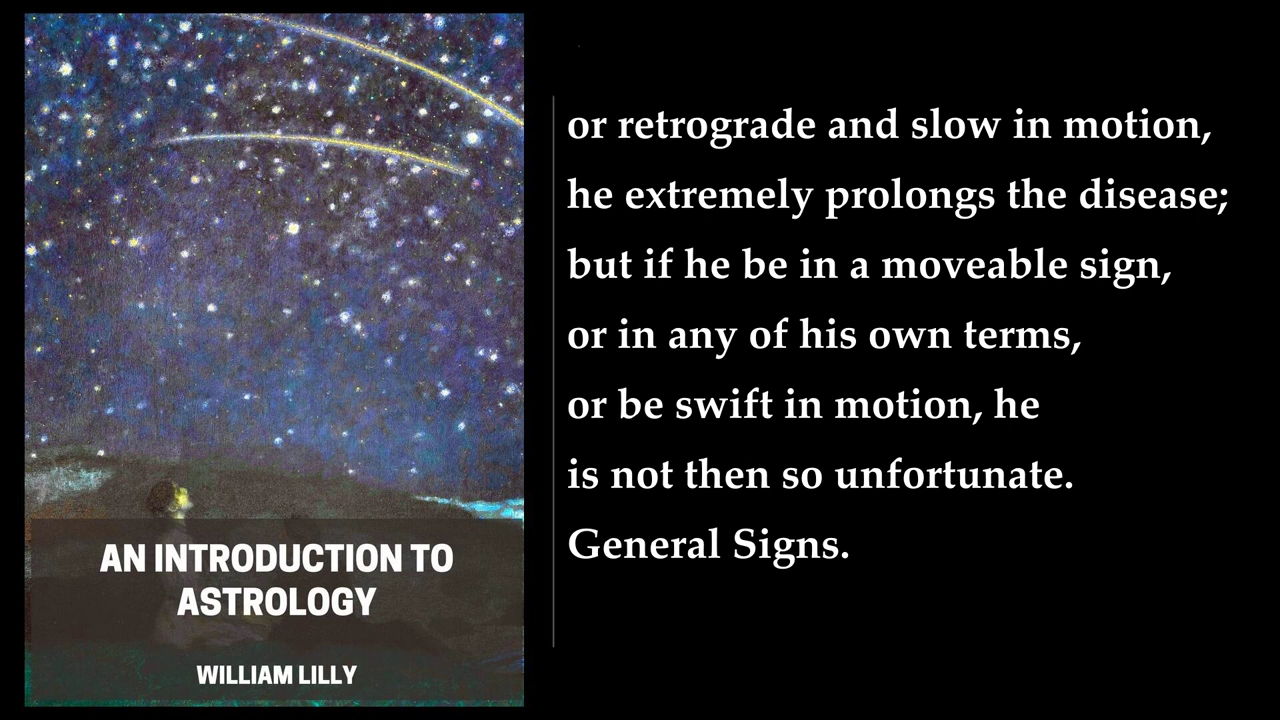 AN INTRODUCTION TO
ASTROLOGY
WILLIAM LILLY
or retrograde and slow in motion,
he extremely prolongs the disease;
but if he be in a moveable sign,
or in any of his own terms,
or be swift in motion, he
is not then so unfortunate.
General Signs.